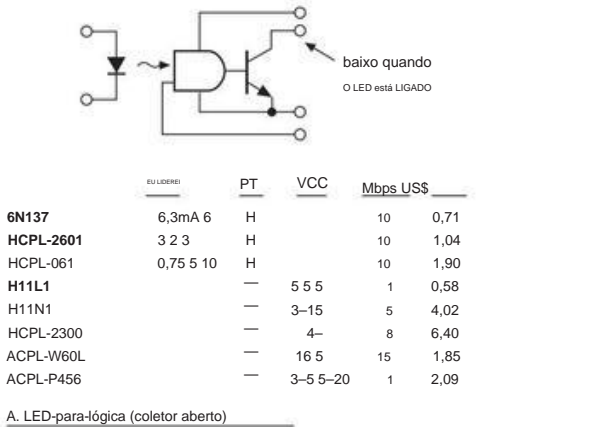 baixo quando
O LED está LIGADO
EU LIDEREI PT VCC Mbps US$
6N137 6,3mA 6 H 10 0,71
HCPL-2601 3 2 3 H 10 1,04
HCPL-061 0,75 5 10 H 10 1,90
H11L1 — 5 5 5 1 0,58
H11N1 — 3–15 5 4,02
HCPL-2300 — 4– 8 6,40
ACPL-W60L — 16 5 15 1,85
ACPL-P456 — 3–5 5–20 1 2,09
A. LED-para-lógica (coletor aberto)